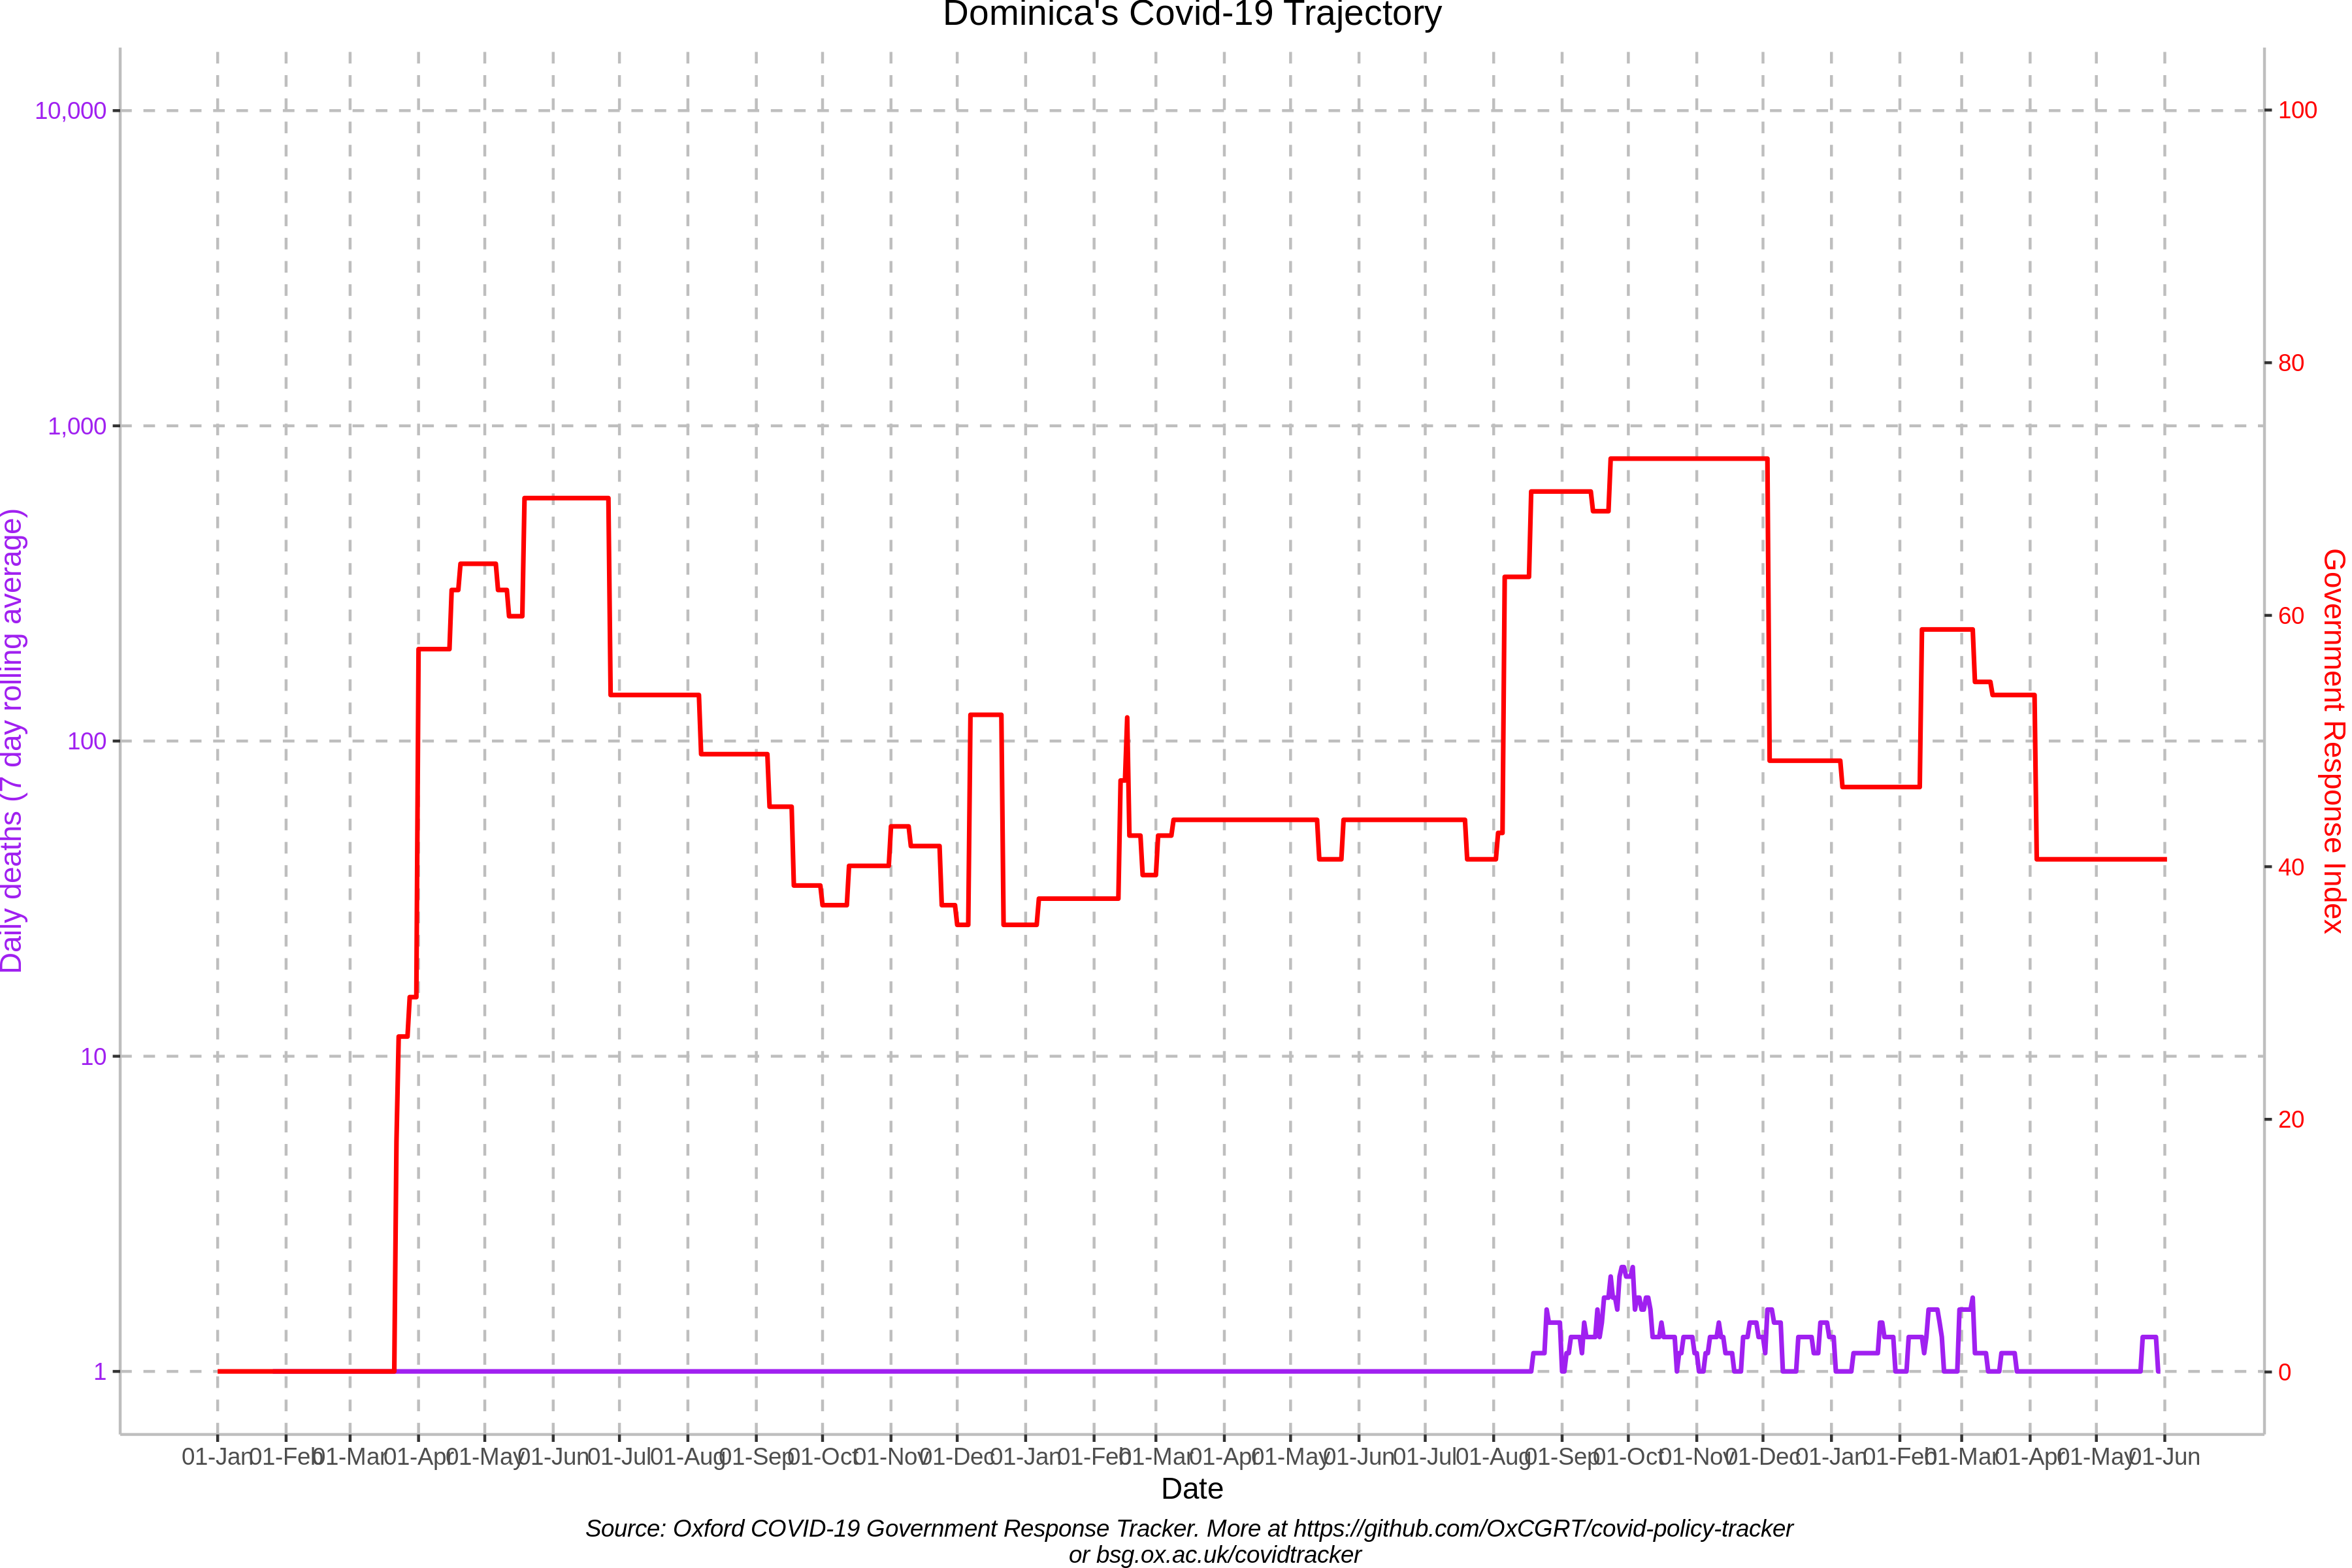 Dominica's Covid-19 Trajectory
10,000
1,000
100
10
1
Daily deaths (7 day rolling average)
100
80
60
40
20
0
Government Response Index
01-Jan 01-Feb 01-Mar 01-Apr 01-May 01-Jun 01-Jul 01-Aug 01-Sep 01-Oct 01-Nov 01-Dec 01-Jan 01-Feb 01-Mar 01-Apr 01-May 01-Jun 01-Jul 01-Aug 01-Sep 01-Oct 01-Nov 01-Dec 01-Jan 01-Feb 01-Mar 01-Apr 01-May 01-Jun
Date
Source: Oxford COVID-19 Government Response Tracker. More at https://github.com/OxCGRT/covid-policy-tracker
or bsg.ox.ac.uk/covidtracker